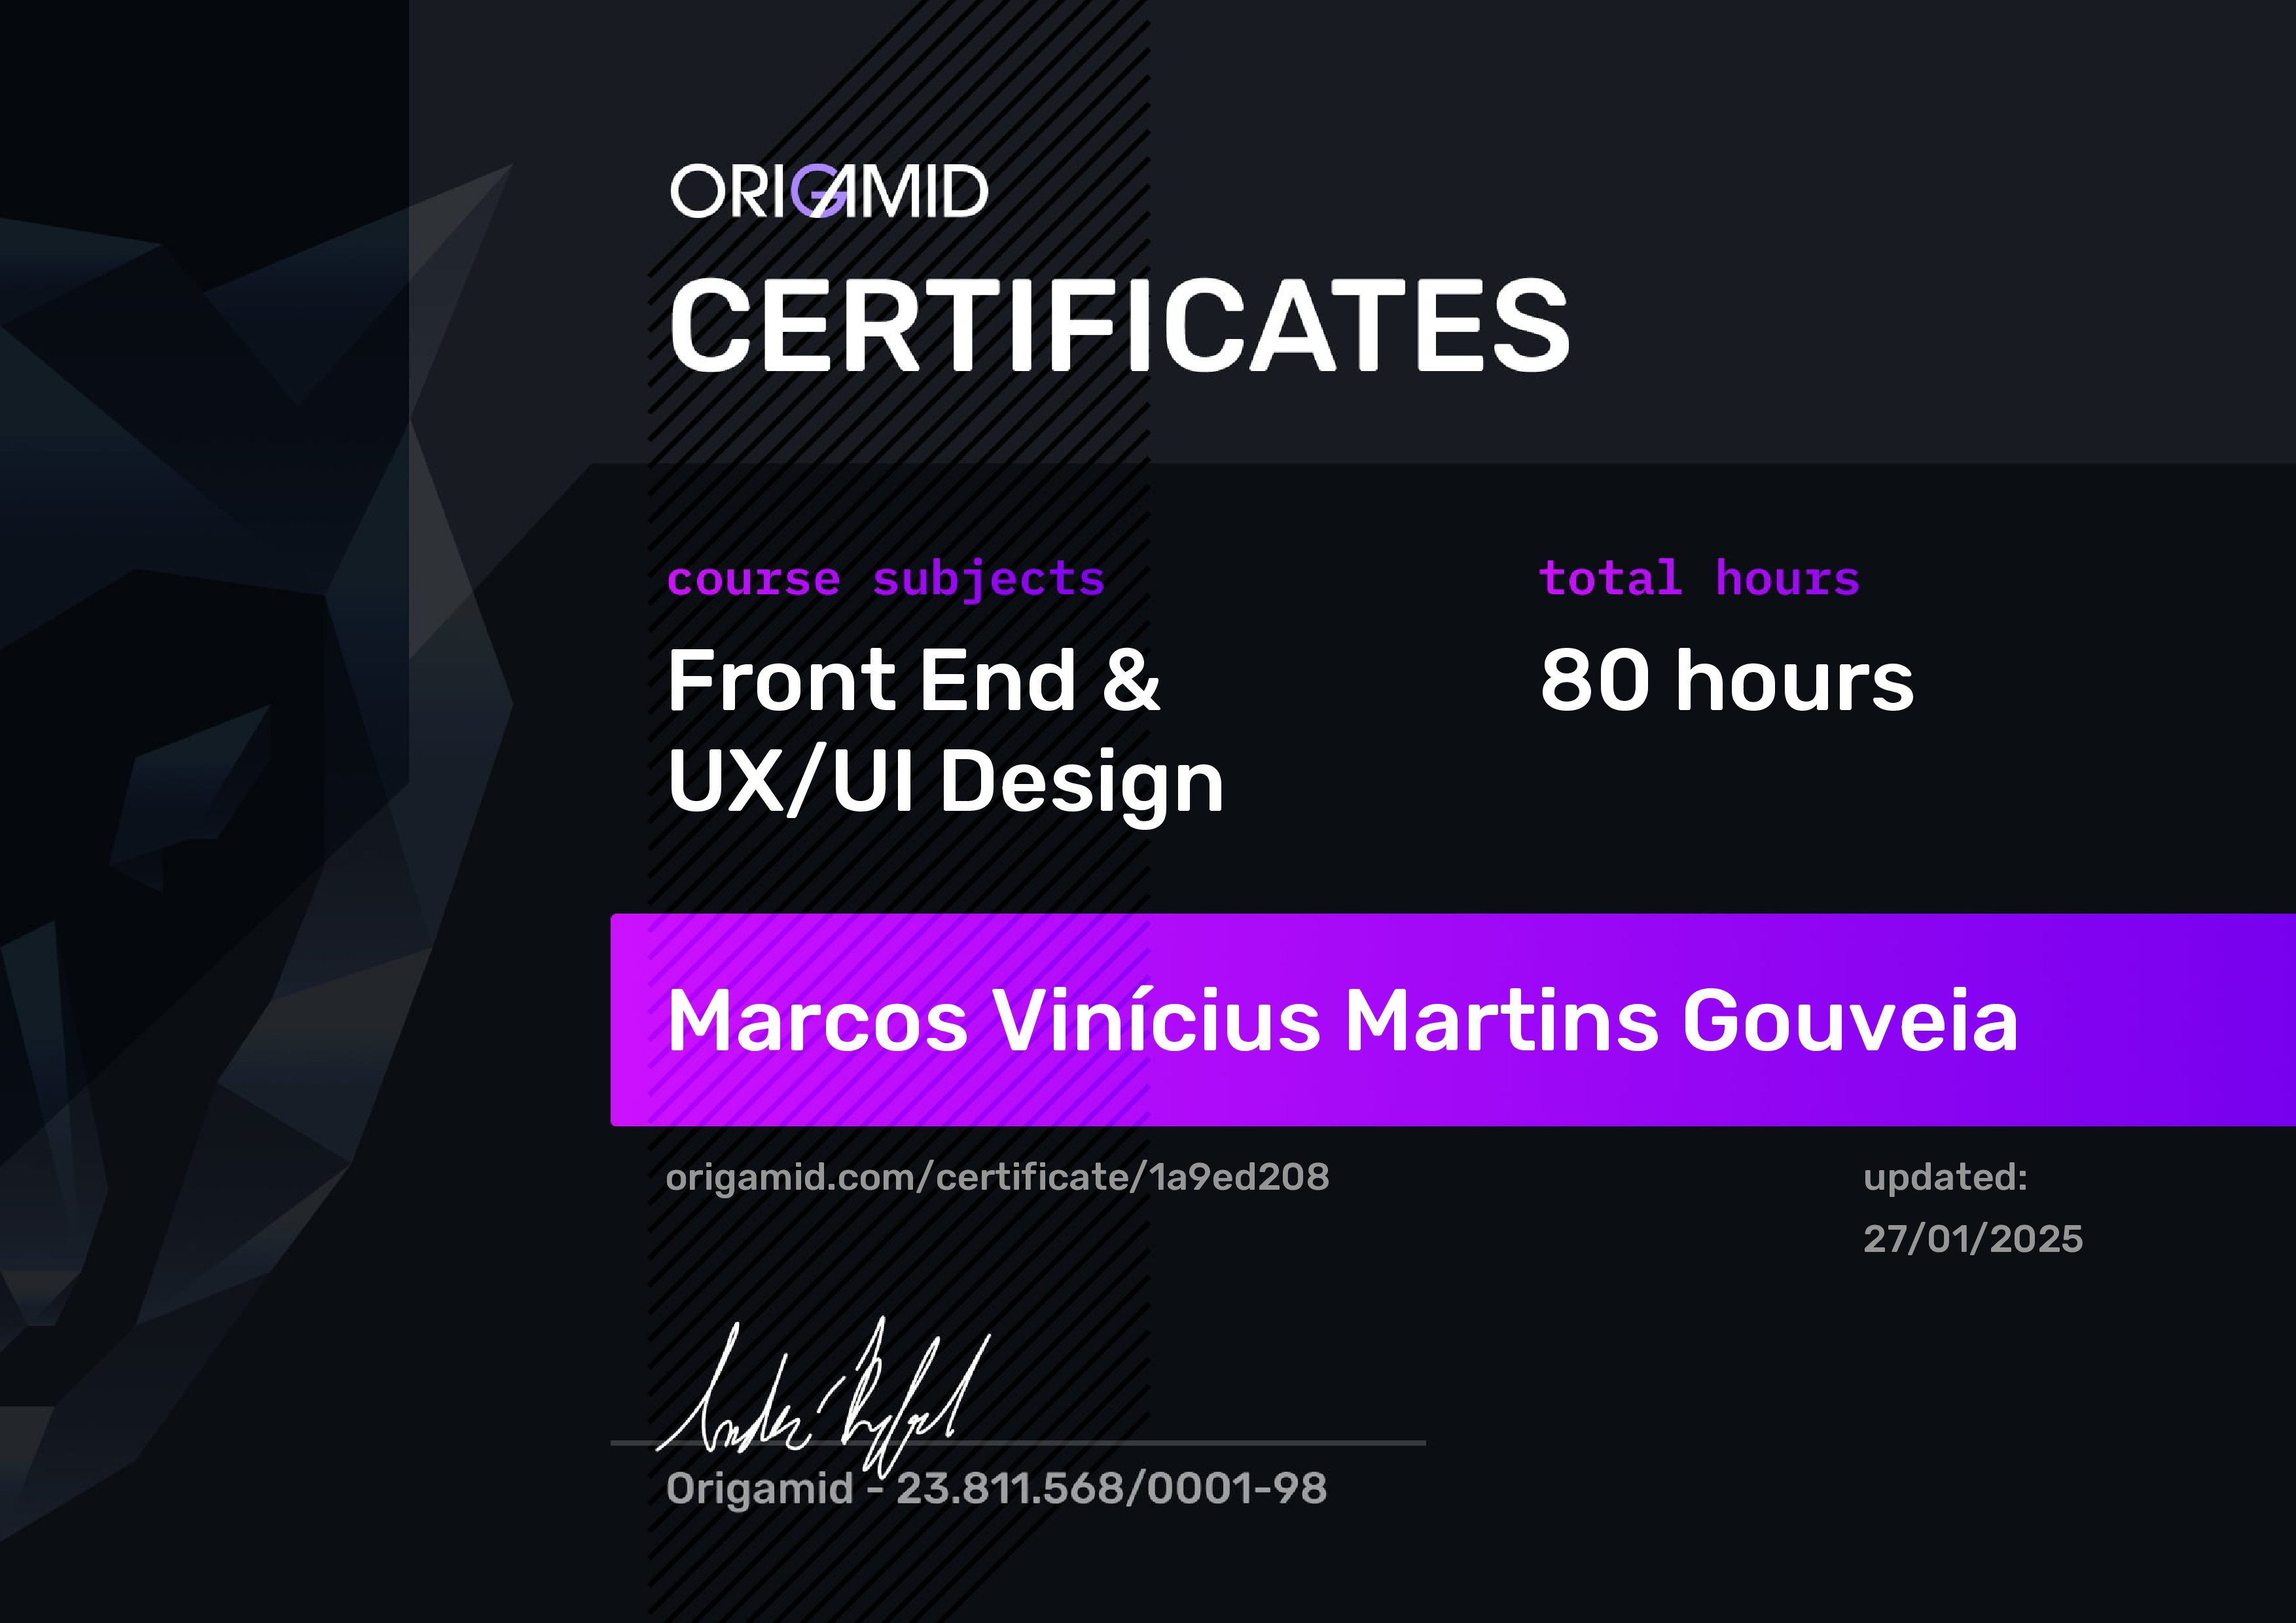 ORIGAMID
CERTIFICATES
course subjects
total hours
Front End &
UX/UI Design
80 hours
Marcos Vinícius Martins Gouveia
origamid.com/certificate/1a9ed208
updated:
27/01/2025
Origamid - 23.811.568/0001-98